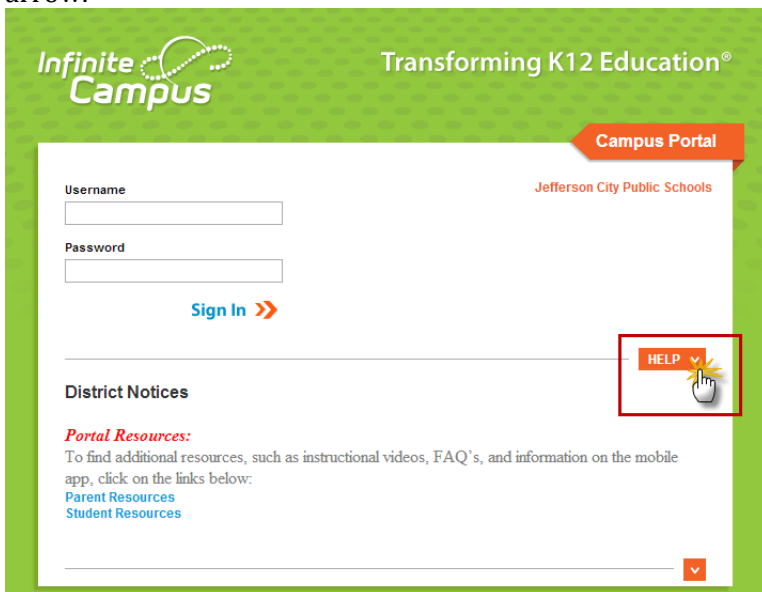 Infinite
Campus
Transforming K12 Education®
Campus Portal
Jefferson City Public Schools
Username
Password
Sign In
HELP
District Notices
Portal Resources:
To find additional resources, such as instructional videos, FAQ's, and information on the mobile
app, click on the links below:
Parent Resources
Student Resources